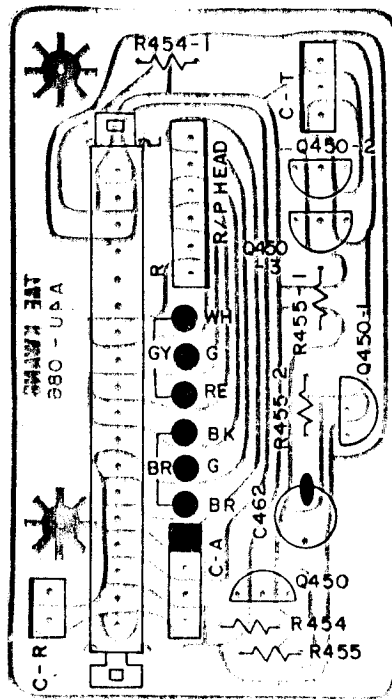 R454-1
C-T
Q450-2
L
R/P HEAD
Q450
-3
R
R455-1
Q450-1
WH
GY
G
RE
R455-2
BK
BR
G
BR
C462
C-A
Q450
C-R
R454
R455